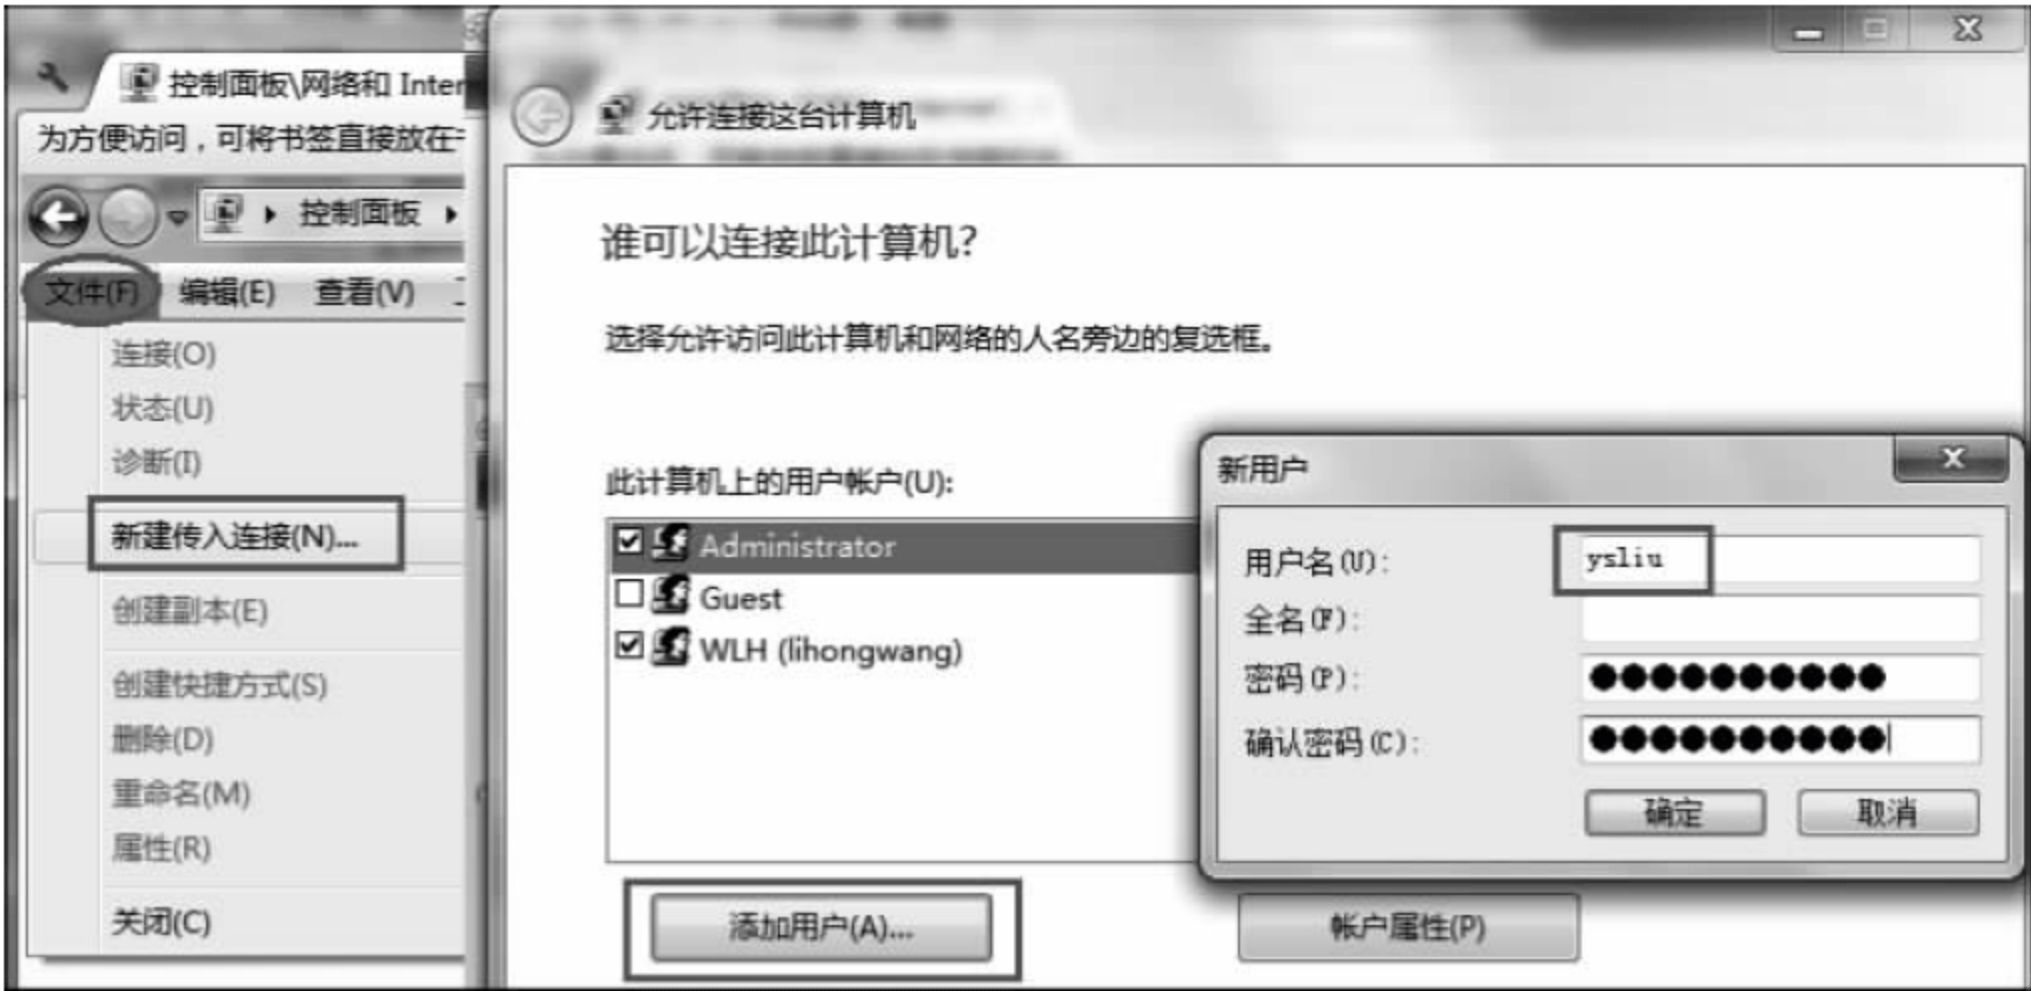 控制面板\网络和 Inter
为方便访问，可将书签直接放在
控制面板
文件(F) 编辑(E) 查看(V)
连接(O)
状态(U)
诊断(I)
新建传入连接(N)...
创建副本(E)
创建快捷方式(S)
删除(D)
重命名(M)
属性(R)
关闭(C)
允许连接这台计算机
谁可以连接此计算机?
选择允许访问此计算机和网络的人名旁边的复选框。
此计算机上的用户帐户(U):
Administrator
Guest
WLH (lihongwang)
添加用户(A)...
帐户属性(P)
新用户
用户名(U): ysliu
全名(F):
密码(P): ●●●●●●●●●●
确认密码(C): ●●●●●●●●●●
确定 取消